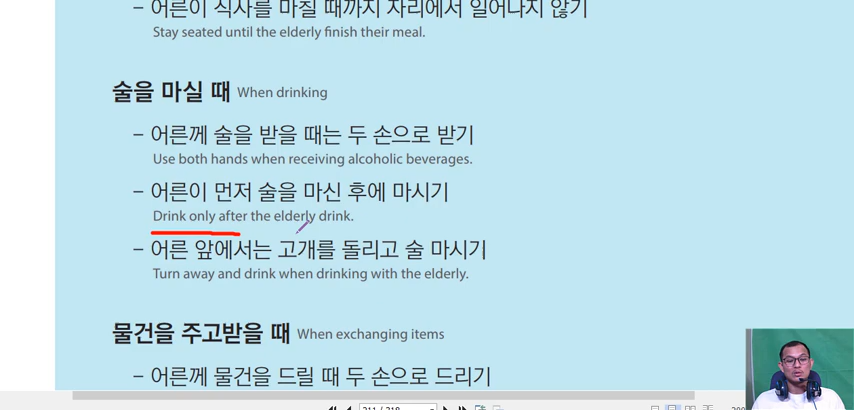 – 어른이 식사를 마칠 때까지 자리에서 일어나지 않기
Stay seated until the elderly finish their meal.
술을 마실 때 When drinking
– 어른께 술을 받을 때는 두 손으로 받기
Use both hands when receiving alcoholic beverages.
– 어른이 먼저 술을 마신 후에 마시기
Drink only after the elderly drink.
– 어른 앞에서는 고개를 돌리고 술 마시기
Turn away and drink when drinking with the elderly.
물건을 주고받을 때 When exchanging items
– 어른께 물건을 드릴 때 두 손으로 드리기
211 / 218